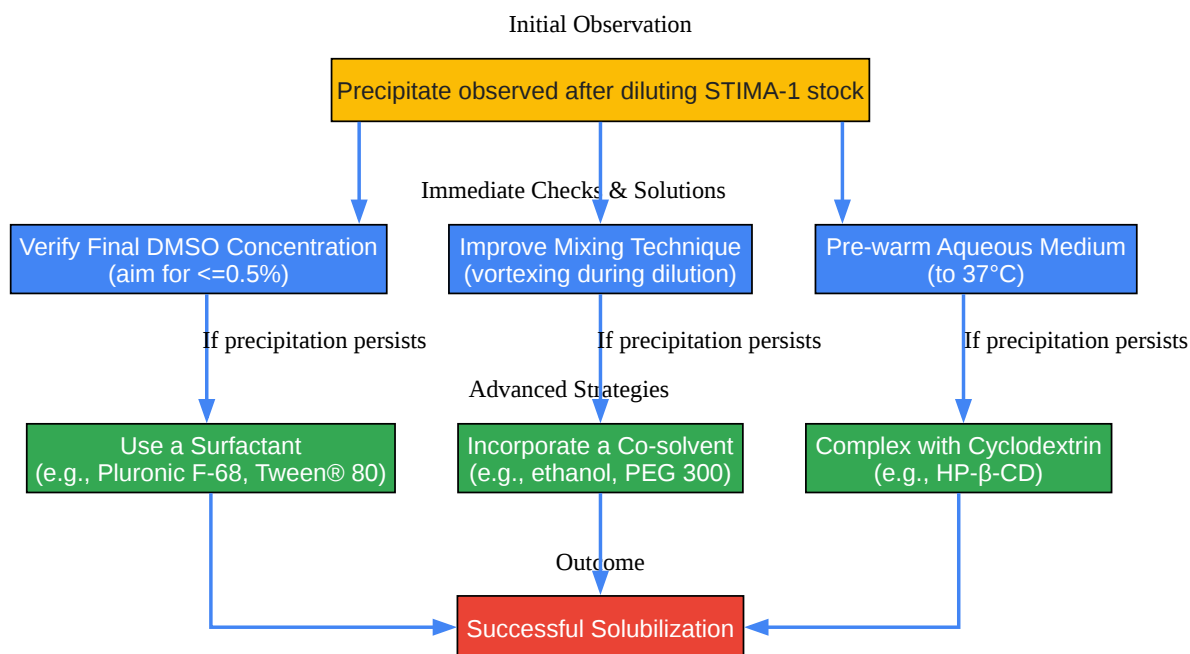 Initial Observation
Precipitate observed after diluting STIMA-1 stock
Immediate Checks & Solutions
Verify Final DMSO Concentration
(aim for <=0.5%)
Improve Mixing Technique
(vortexing during dilution)
Pre-warm Aqueous Medium
(to 37°C)
If precipitation persists
If precipitation persists
If precipitation persists
Advanced Strategies
Use a Surfactant
(e.g., Pluronic F-68, Tween® 80)
Incorporate a Co-solvent
(e.g., ethanol, PEG 300)
Complex with Cyclodextrin
(e.g., HP-β-CD)
Outcome
Successful Solubilization